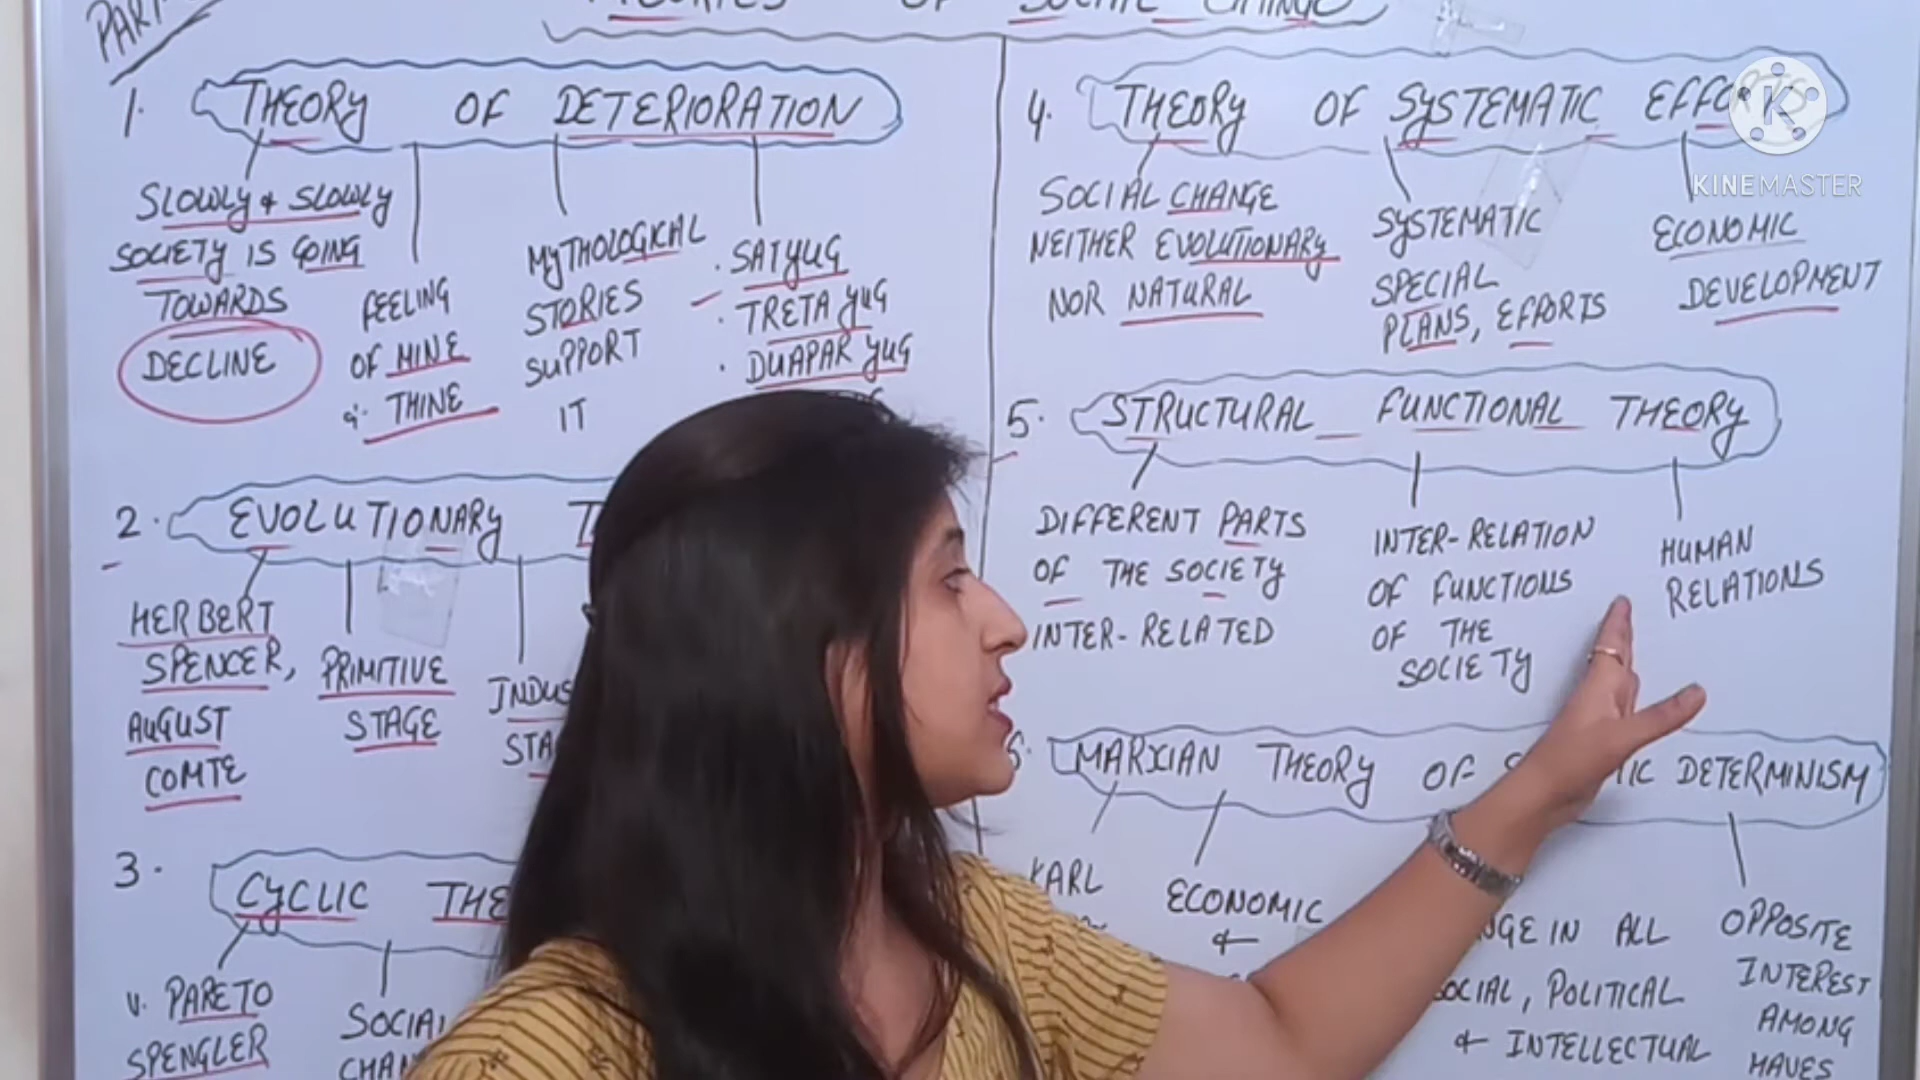 PART
THEORIES OF SOCIAL CHANGE
1. THEORY OF DETERIORATION
SLOWLY & SLOWLY
SOCIETY IS GOING
TOWARDS
DECLINE
FEELING
OF MINE
& THINE
MYTHOLOGICAL
STORIES
SUPPORT
IT
. SATYUG
. TRETA YUG
. DUAPAR YUG
2. EVOLUTIONARY
HERBERT
SPENCER,
AUGUST
COMTE
PRIMITIVE
STAGE
INDUS
STA
3. CYCLIC THE
V. PARETO
SPENGLER
SOCIAL
CHAN
4. THEORY OF SYSTEMATIC EFFORTS
SOCIAL CHANGE
NEITHER EVOLUTIONARY
NOR NATURAL
SYSTEMATIC
SPECIAL
PLANS, EFFORTS
ECONOMIC
DEVELOPMENT
5. STRUCTURAL FUNCTIONAL THEORY
DIFFERENT PARTS
OF THE SOCIETY
INTER-RELATED
INTER-RELATION
OF FUNCTIONS
OF THE
SOCIETY
HUMAN
RELATIONS
6. MARXIAN THEORY OF TIC DETERMINISM
KARL
ECONOMIC
&
NGE IN ALL
SOCIAL, POLITICAL
& INTELLECTUAL
OPPOSITE
INTEREST
AMONG
HAVES
K
KINEMASTER